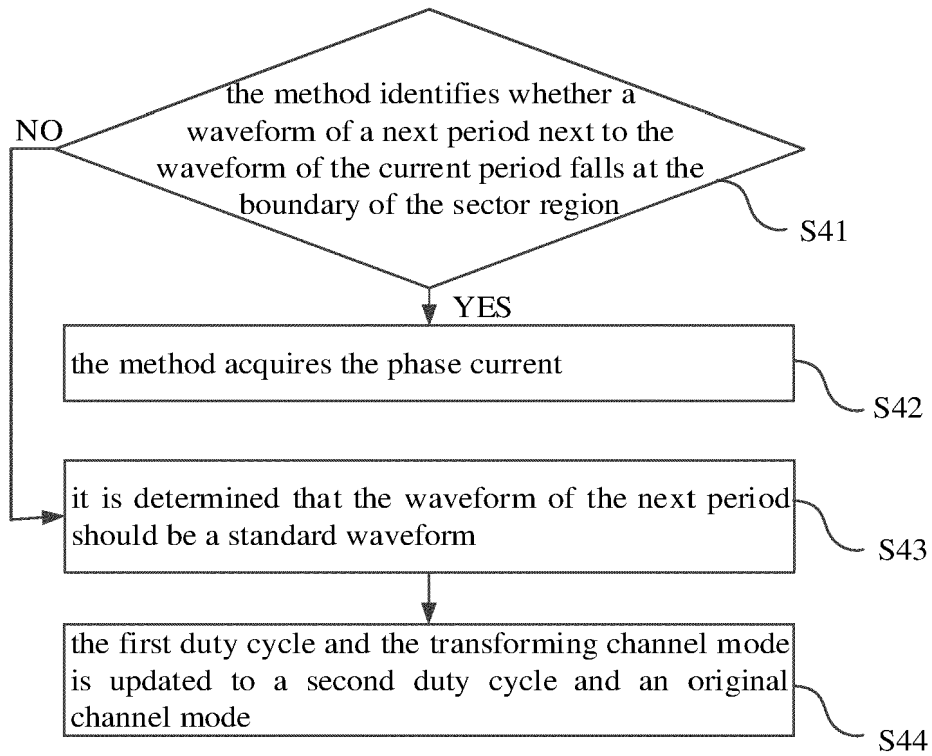 the method identifies whether a
waveform of a next period next to the
waveform of the current period falls at the
boundary of the sector region
NO
S41
YES
the method acquires the phase current
S42
it is determined that the waveform of the next period
should be a standard waveform
S43
the first duty cycle and the transforming channel mode
is updated to a second duty cycle and an original
channel mode
S44